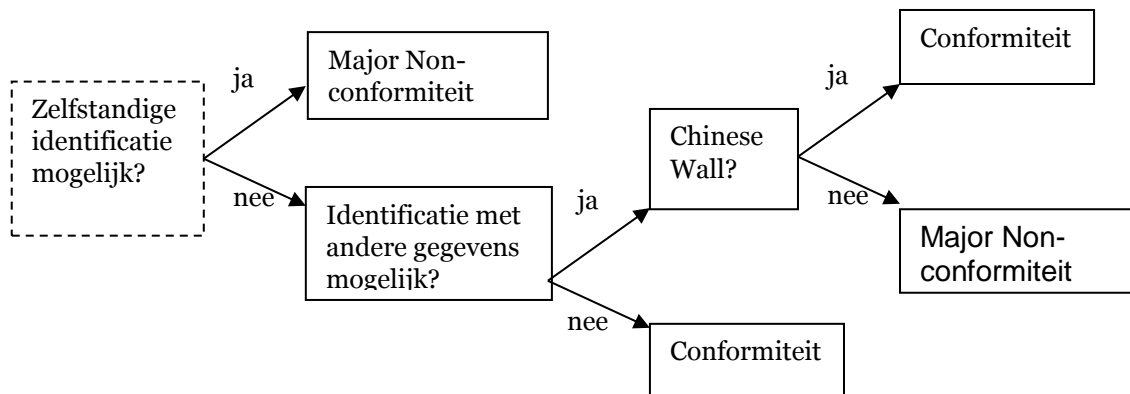 Zelfstandige
identificatie
mogelijk?
ja
nee
Major Non-
conformiteit
Identificatie met
andere gegevens
mogelijk?
ja
nee
Chinese
Wall?
Conformiteit
ja
nee
Conformiteit
Major Non-
conformiteit